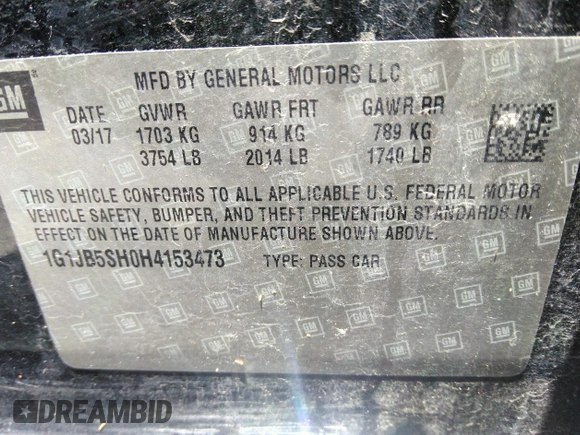 GM
MFD BY GENERAL MOTORS LLC
DATE GVWR GAWR FRT GAWR RR
03/17 1703 KG 914 KG 789 KG
3754 LB 2014 LB 1740 LB
THIS VEHICLE CONFORMS TO ALL APPLICABLE U.S. FEDERAL MOTOR
VEHICLE SAFETY, BUMPER, AND THEFT PREVENTION STANDARDS IN
EFFECT ON THE DATE OF MANUFACTURE SHOWN ABOVE.
1G1JB5SH0H4153473 TYPE: PASS CAR
DREAMBID